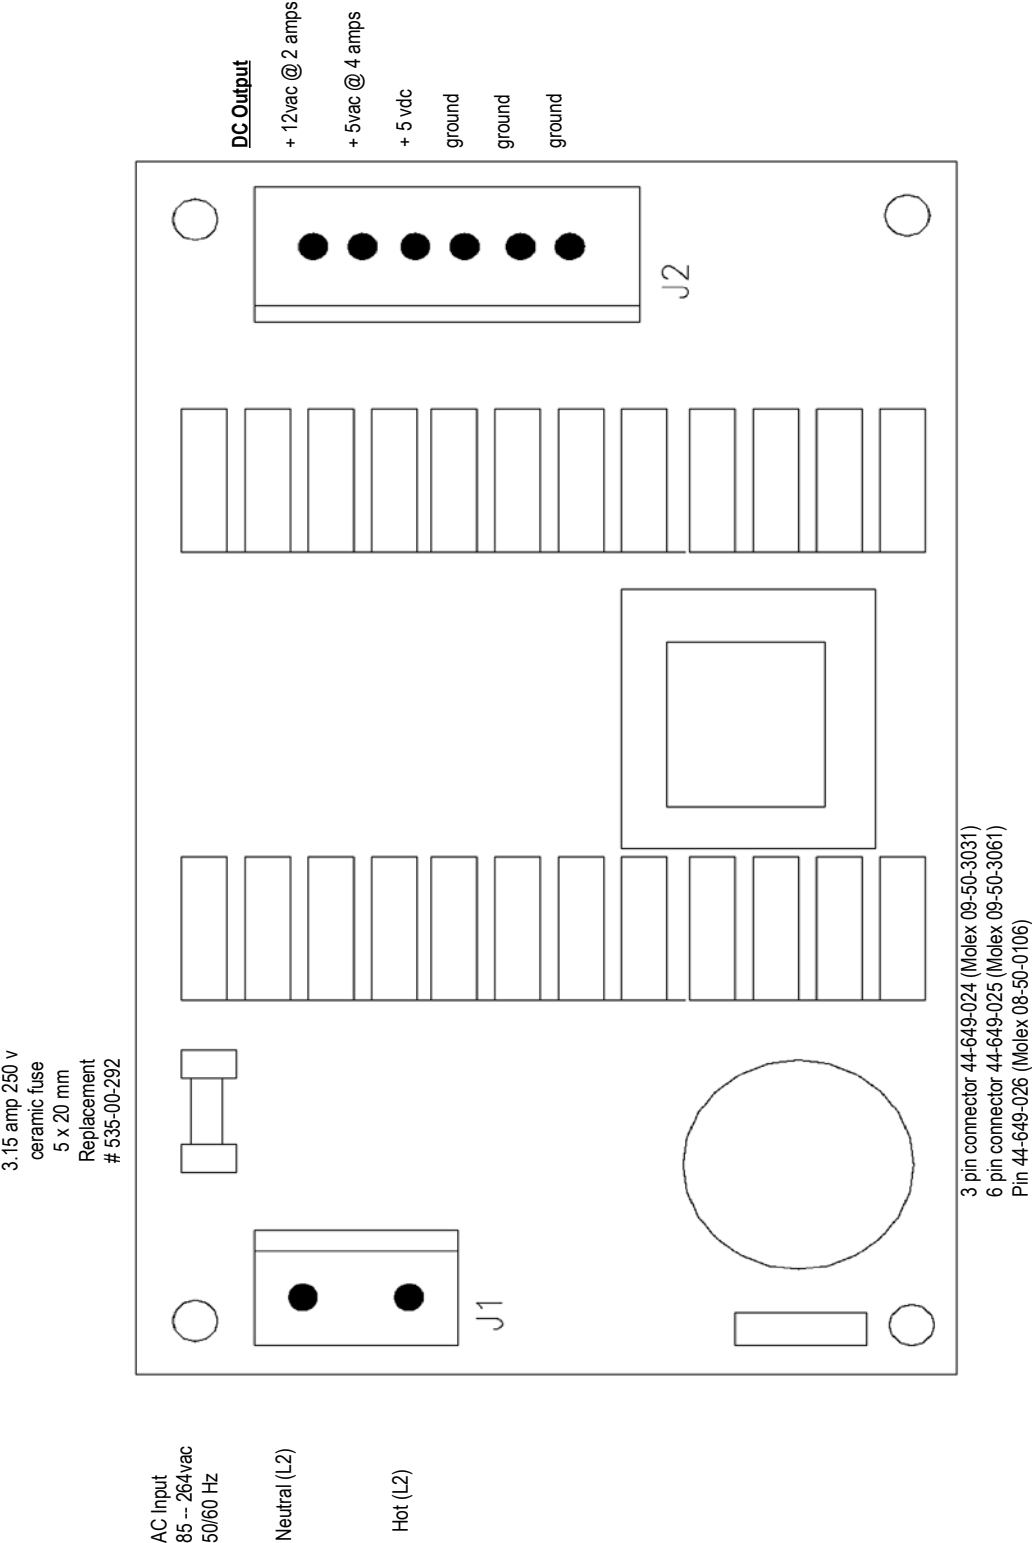 3.15 amp 250 v
ceramic fuse
5 x 20 mm
Replacement
# 535-00-292
AC Input
85 -- 264vac
50/60 Hz
Neutral (L2)
Hot (L2)
J1
DC Output
+ 12vac @ 2 amps
+ 5vac @ 4 amps
+ 5 vdc
ground
ground
ground
J2
3 pin connector 44-649-024 (Molex 09-50-3031)
6 pin connector 44-649-025 (Molex 09-50-3061)
Pin 44-649-026 (Molex 08-50-0106)